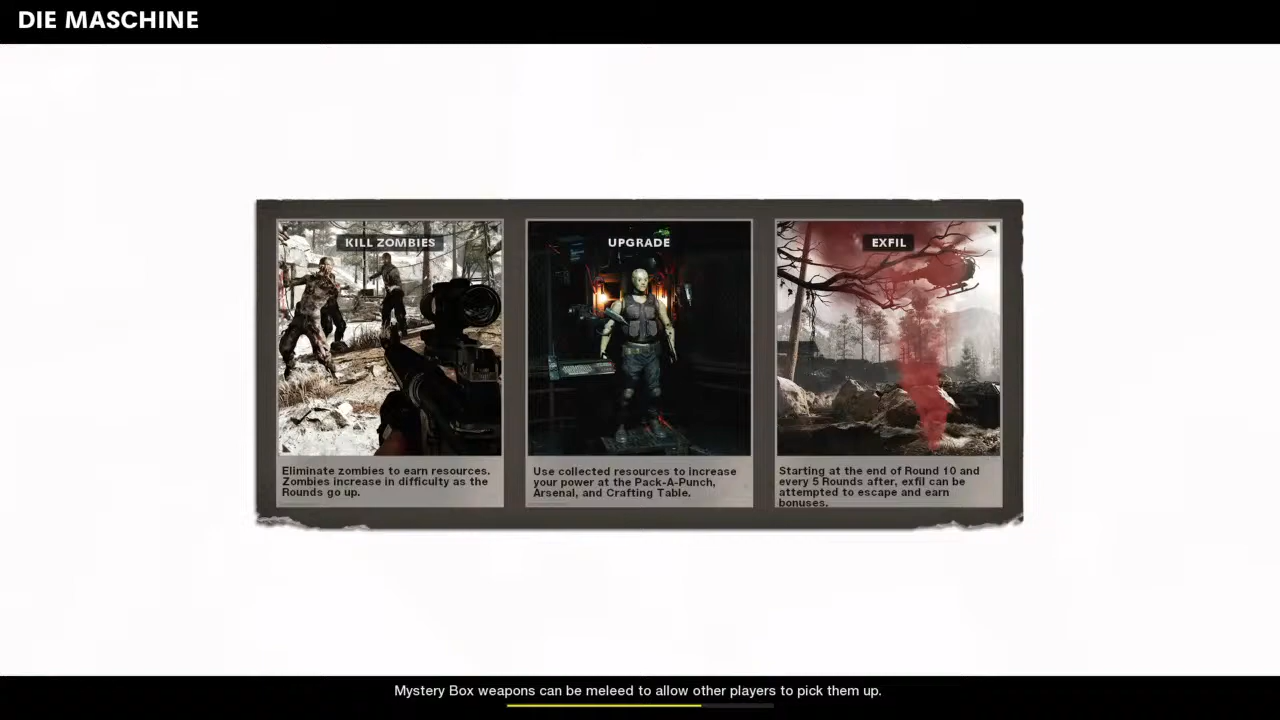 DIE MASCHINE
KILL ZOMBIES
Eliminate zombies to earn resources.
Zombies increase in difficulty as the
Rounds go up.
UPGRADE
Use collected resources to increase
your power at the Pack-A-Punch,
Arsenal, and Crafting Table.
EXFIL
Starting at the end of Round 10 and
every 5 Rounds after, exfil can be
attempted to escape and earn
bonuses.
Mystery Box weapons can be meleed to allow other players to pick them up.